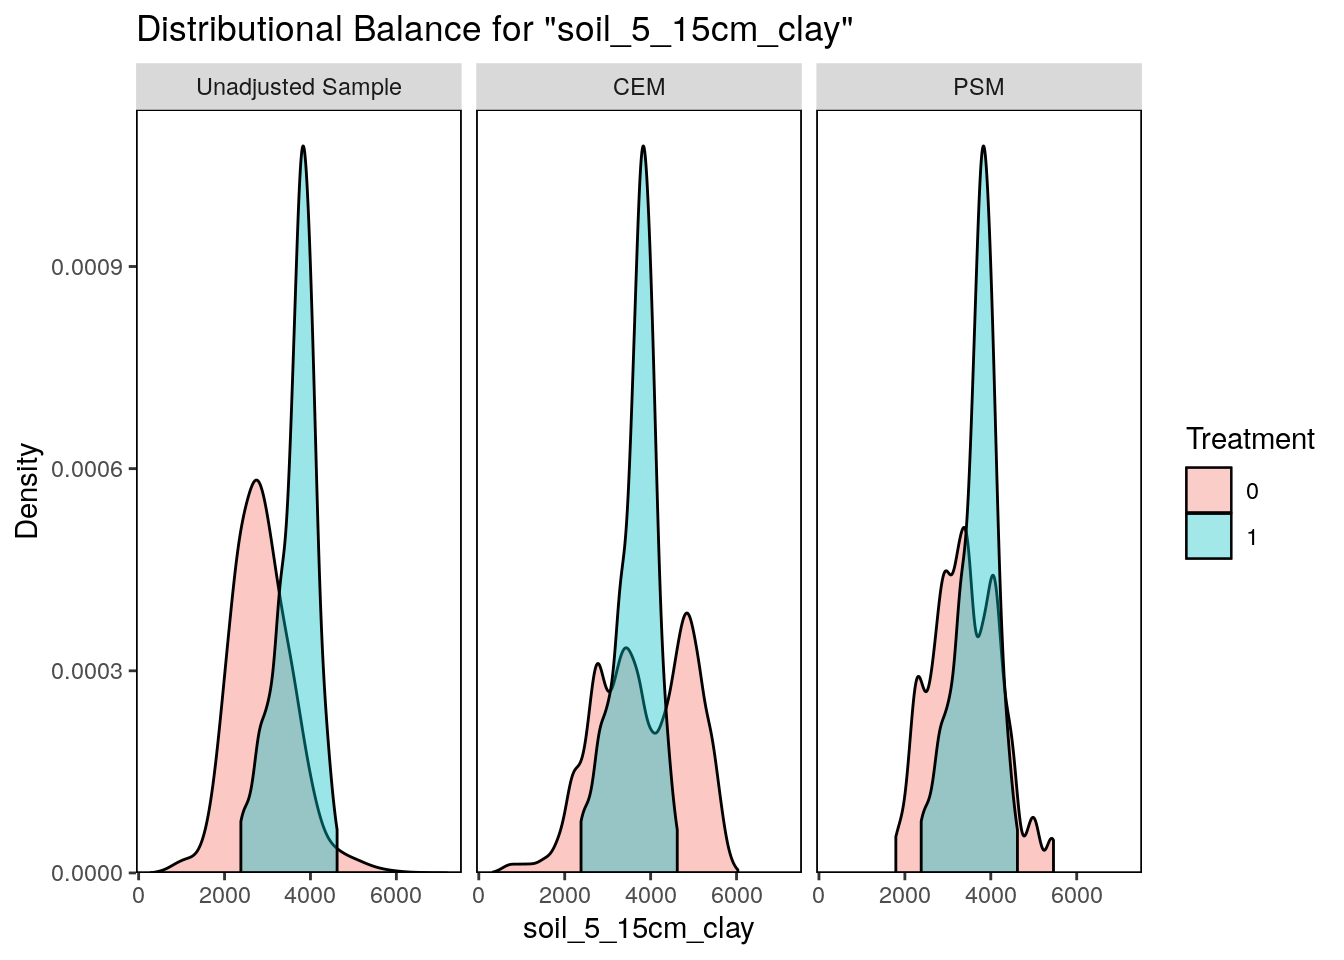 Distributional Balance for "soil_5_15cm_clay"
Unadjusted Sample
CEM
PSM
Density
0.0009
0.0006
0.0003
0.0000
0 2000 4000 6000
0 2000 4000 6000
0 2000 4000 6000
soil_5_15cm_clay
Treatment
0
1